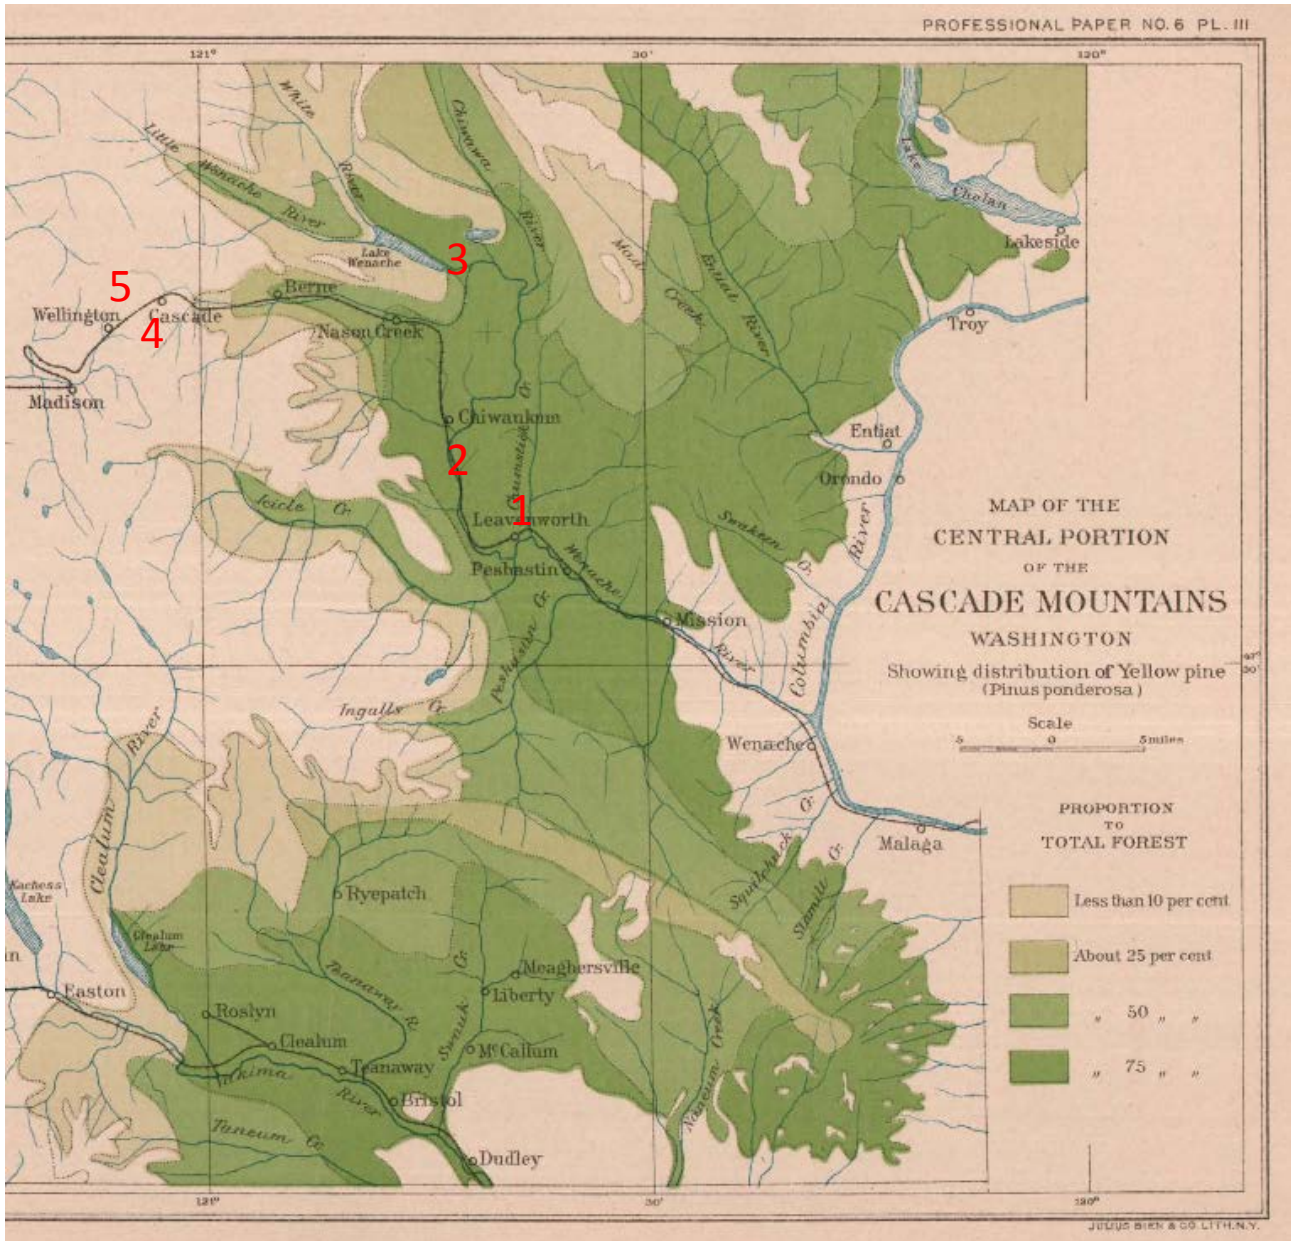 PROFESSIONAL PAPER NO. 6 PL. III
121°
30'
120°
White
River
Chiwawa
River
Little
Wenache
River
Lake
Wenache
Lake
Chelan
Lakeside
Mad
Creek
Entiat
River
3
5
Berne
Wellington
Cascade
4
Nason Creek
Troy
Madison
Chiwankum
Entiat
2
Chumstick
Cr.
Orondo
Icicle Cr.
1
Leavenworth
Swakan
Cr.
Peshastin
Wenache
River
Mission
Columbia
River
Peshastin
Cr.
Ingalls Cr.
Wenache
Clealum
River
Malaga
Squilchuck Cr.
Stemilt Cr.
Kachess
Lake
Ryepatch
Clealum
Lake
Meaghersville
Liberty
Teanaway R.
Swauk
Cr.
Easton
Roslyn
Clealum
McCallum
Teanaway
Yakima
River
Bristol
Naneum Creek
Taneum Cr.
Dudley
MAP OF THE
CENTRAL PORTION
OF THE
CASCADE MOUNTAINS
WASHINGTON
Showing distribution of Yellow pine
(Pinus ponderosa)
Scale
5 0 5 miles
PROPORTION
TO
TOTAL FOREST
Less than 10 per cent
About 25 per cent
" 50 " "
" 75 " "
121°
30'
120°
JULIUS BIEN & CO. LITH. N.Y.